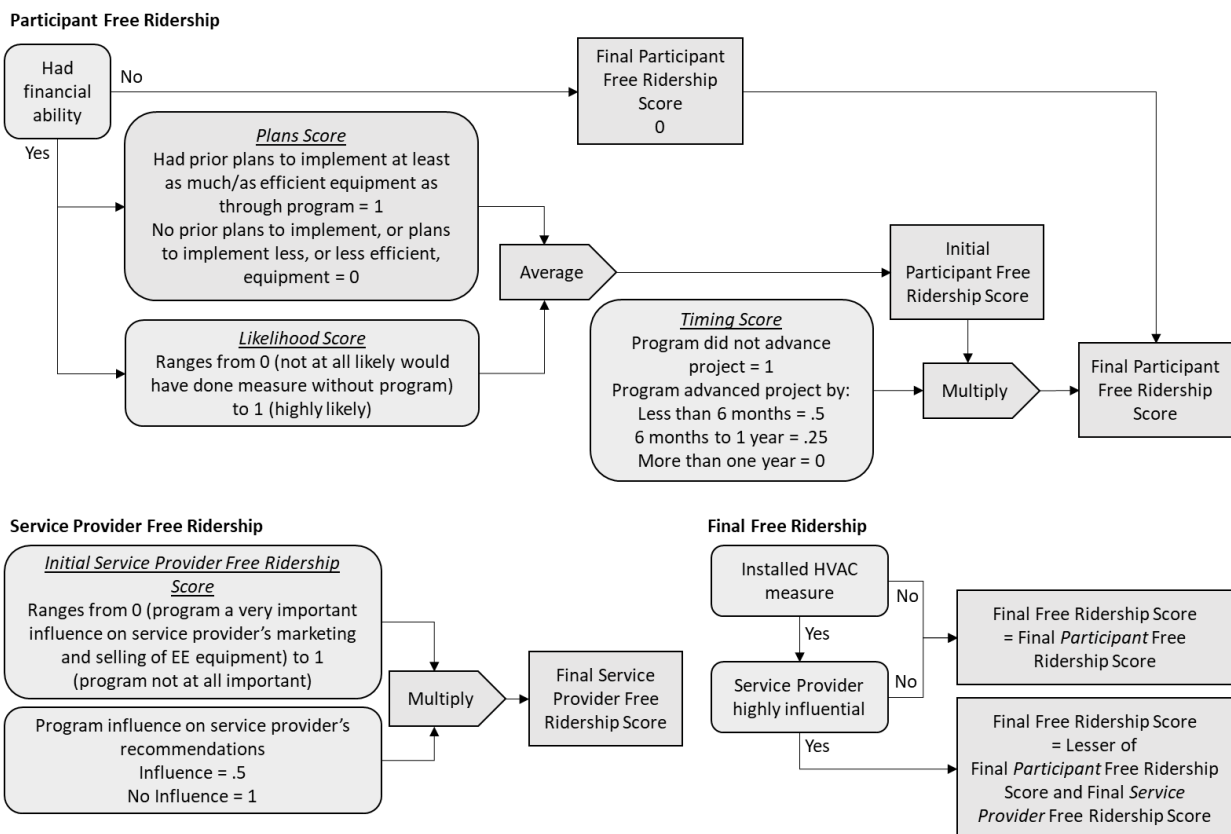 Participant Free Ridership
Had
financial
ability
No
Yes
Final Participant
Free Ridership
Score
0
Plans Score
Had prior plans to implement at least
as much/as efficient equipment as
through program = 1
No prior plans to implement, or plans
to implement less, or less efficient,
equipment = 0
Likelihood Score
Ranges from 0 (not at all likely would
have done measure without program)
to 1 (highly likely)
Average
Initial
Participant Free
Ridership Score
Timing Score
Program did not advance
project = 1
Program advanced project by:
Less than 6 months = .5
6 months to 1 year = .25
More than one year = 0
Multiply
Final Participant
Free Ridership
Score
Service Provider Free Ridership
Initial Service Provider Free Ridership
Score
Ranges from 0 (program a very important
influence on service provider's marketing
and selling of EE equipment) to 1
(program not at all important)
Program influence on service provider's
recommendations
Influence = .5
No Influence = 1
Multiply
Final Service
Provider Free
Ridership Score
Final Free Ridership
Installed HVAC
measure
No
Yes
Service Provider
highly influential
No
Yes
Final Free Ridership Score
= Final Participant Free
Ridership Score
Final Free Ridership Score
= Lesser of
Final Participant Free Ridership
Score and Final Service
Provider Free Ridership Score